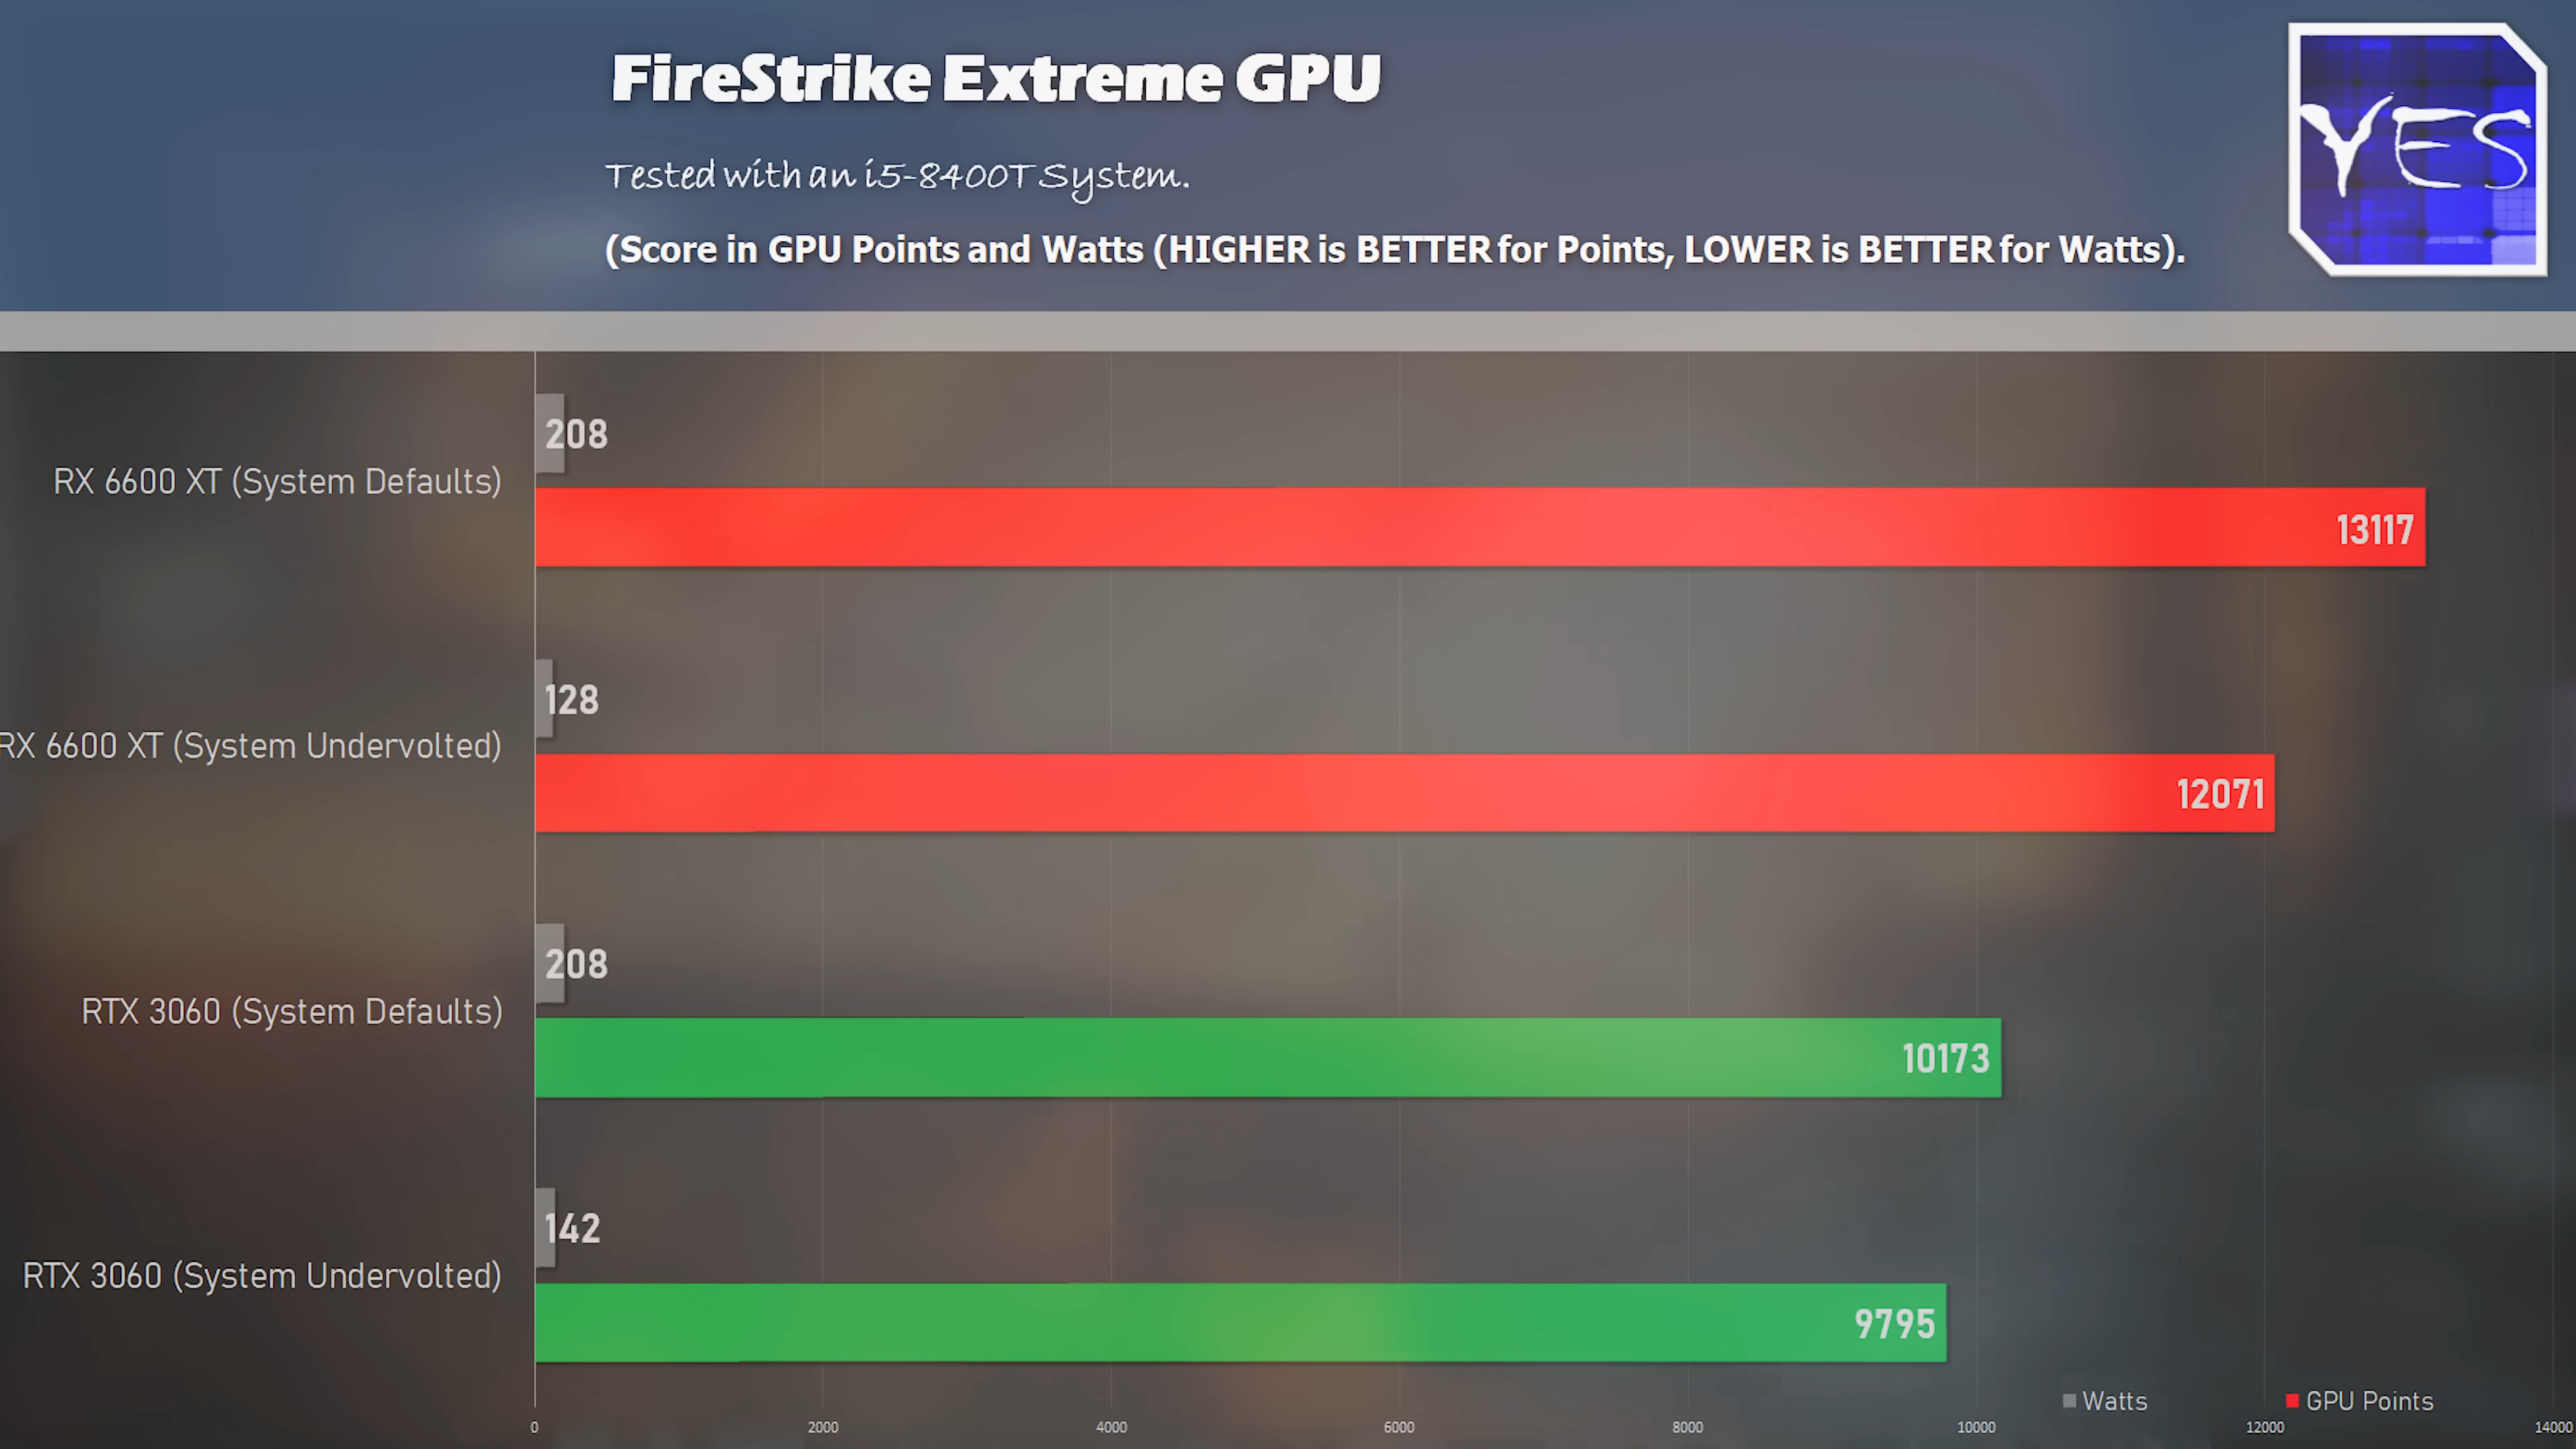 FireStrike Extreme GPU
YES
Tested with an i5-8400T System.
(Score in GPU Points and Watts (HIGHER is BETTER for Points, LOWER is BETTER for Watts).
208
RX 6600 XT (System Defaults)
13117
128
RX 6600 XT (System Undervolted)
12071
208
RTX 3060 (System Defaults)
10173
142
RTX 3060 (System Undervolted)
9795
Watts
GPU Points
0 2000 4000 6000 8000 10000 12000 14000